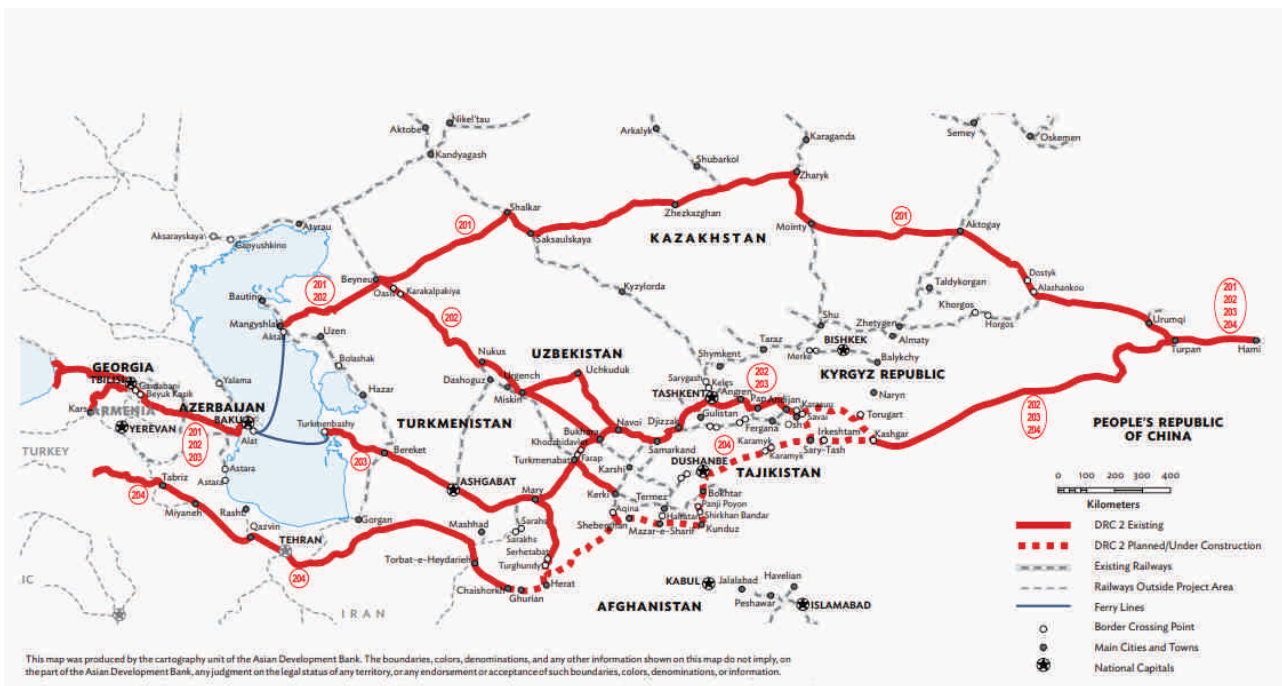 Nikel'tau
Aktobe
Arkalyk
Karaganda
Semey
Oskemen
Kandyagash
Shubarkol
Zharyk
Shalkar
Zhezkazghan
201
201
Aksarayskaya
Atyrau
Ganyushkino
Saksaulskaya
KAZAKHSTAN
Mointy
Aktogay
Beyneu
Oasis
Karakalpakiya
201
202
Bautino
Kyzylorda
Taldykorgan
Dostyk
Alashankou
201
202
203
204
Khorgos
Horgos
Mangyshlak
Aktau
Uzen
202
Shu
Zhetygen
Almaty
Urumqi
Turpan
Hami
Taraz
Merke
BISHKEK
Balykchy
Bolashak
Nukus
UZBEKISTAN
Uchkuduk
Shymkent
KYRGYZ REPUBLIC
GEORGIA
TBILISI
Gardabani
Beyuk Kasik
Yalama
Hazar
Dashoguz
Urgench
Miskin
Sarygash
Keles
TASHKENT
Angren
202
203
Pap
Andijan
Karasuu
Savai
Naryn
Kars
ARMENIA
YEREVAN
AZERBAIJAN
BAKU
Alat
Turkmenbashy
TURKMENISTAN
Navoi
Djizzak
Gulistan
Fergana
Osh
Torugart
202
203
204
PEOPLE'S REPUBLIC
OF CHINA
201
202
203
Bukhara
Khodzhidavlet
Samarkand
204
Karamyk
Karamyk
Irkeshtam
Sary-Tash
Kashgar
TURKEY
203
Bereket
Turkmenabat
Farap
Karshi
DUSHANBE
TAJIKISTAN
Astara
Astara
ASHGABAT
Tabriz
204
Mary
Kerki
Termez
Bokhtar
Panji Poyon
Shirkhan Bandar
Miyaneh
Rasht
Gorgan
Mashhad
Sarahs
Sarakhs
Aqina
Hairatan
Sheberghan
Mazar-e-Sharif
Kunduz
Qazvin
TEHRAN
Serhetabat
Turghundy
Torbat-e-Heydarieh
204
Chaishorkh
Ghurian
Herat
KABUL
Jalalabad
Havelian
Peshawar
ISLAMABAD
AFGHANISTAN
IRAN
IC
0 100 200 300 400
Kilometers
DRC 2 Existing
DRC 2 Planned/Under Construction
Existing Railways
Railways Outside Project Area
Ferry Lines
Border Crossing Point
Main Cities and Towns
National Capitals
This map was produced by the cartography unit of the Asian Development Bank. The boundaries, colors, denominations, and any other information shown on this map do not imply, on
the part of the Asian Development Bank, any judgment on the legal status of any territory, or any endorsement or acceptance of such boundaries, colors, denominations, or information.